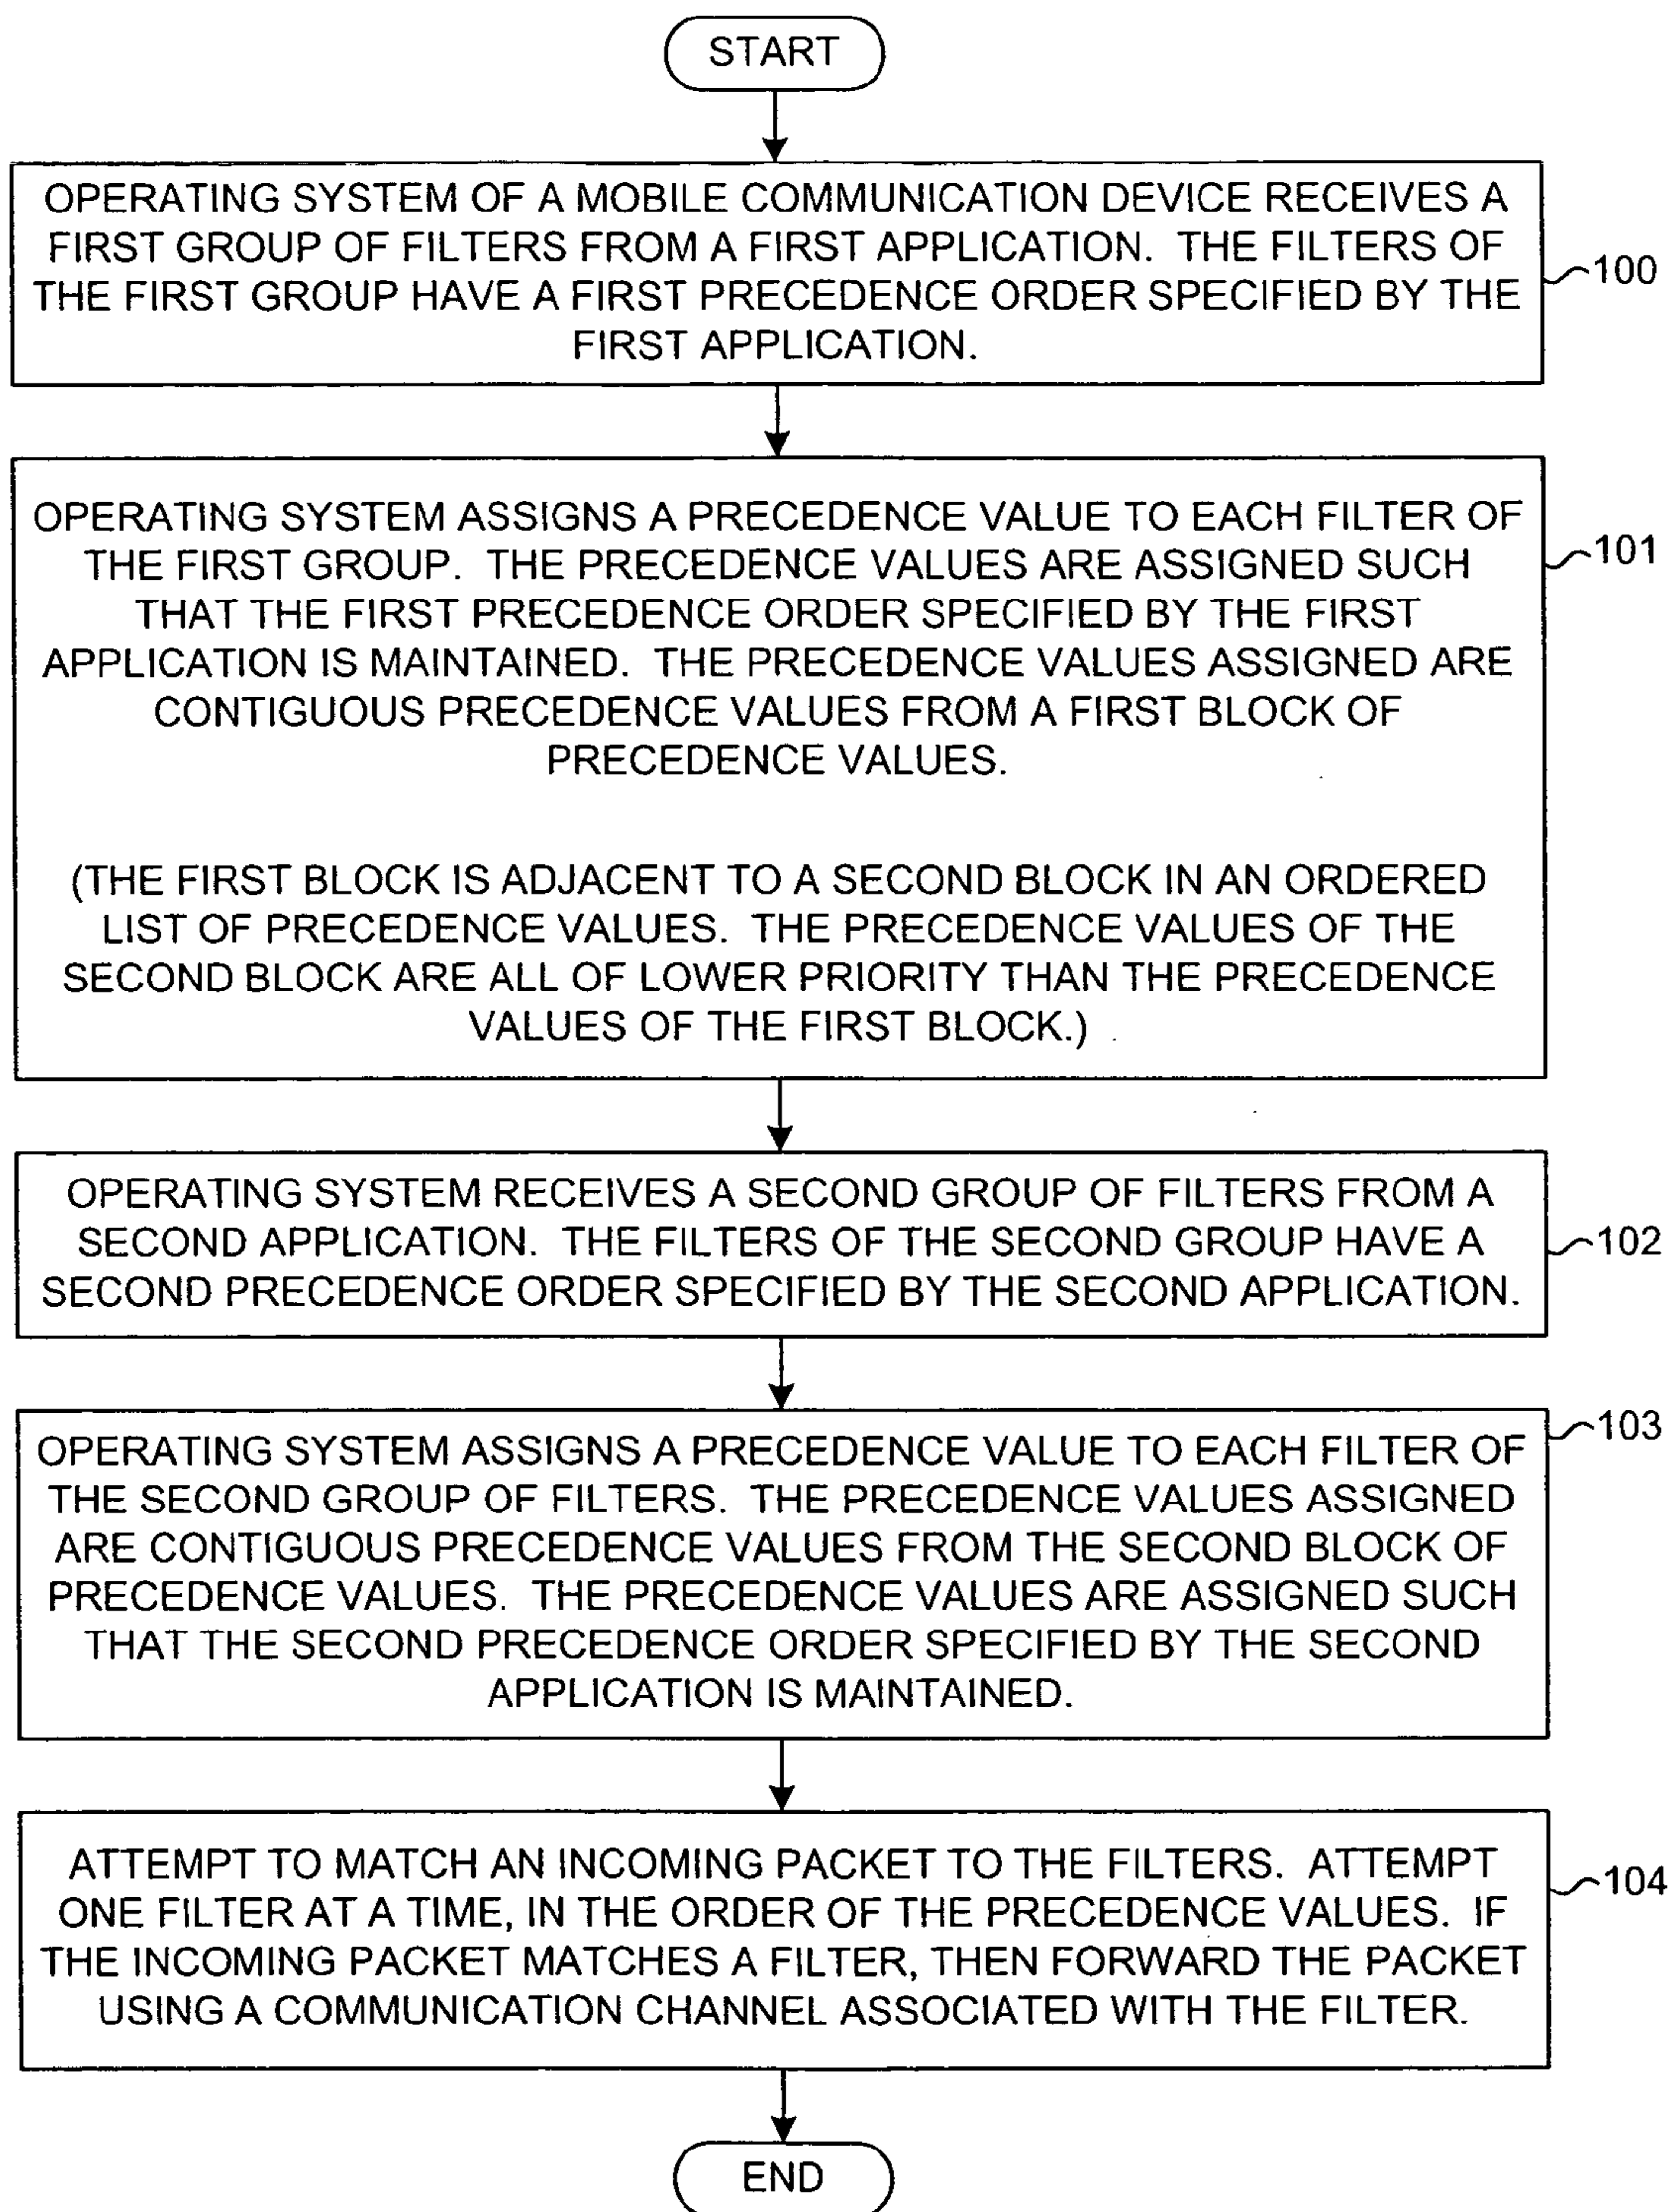 START
OPERATING SYSTEM OF A MOBILE COMMUNICATION DEVICE RECEIVES A
FIRST GROUP OF FILTERS FROM A FIRST APPLICATION. THE FILTERS OF
THE FIRST GROUP HAVE A FIRST PRECEDENCE ORDER SPECIFIED BY THE
FIRST APPLICATION.
100
OPERATING SYSTEM ASSIGNS A PRECEDENCE VALUE TO EACH FILTER OF
THE FIRST GROUP. THE PRECEDENCE VALUES ARE ASSIGNED SUCH
THAT THE FIRST PRECEDENCE ORDER SPECIFIED BY THE FIRST
APPLICATION IS MAINTAINED. THE PRECEDENCE VALUES ASSIGNED ARE
CONTIGUOUS PRECEDENCE VALUES FROM A FIRST BLOCK OF
PRECEDENCE VALUES.
(THE FIRST BLOCK IS ADJACENT TO A SECOND BLOCK IN AN ORDERED
LIST OF PRECEDENCE VALUES. THE PRECEDENCE VALUES OF THE
SECOND BLOCK ARE ALL OF LOWER PRIORITY THAN THE PRECEDENCE
VALUES OF THE FIRST BLOCK.)
101
OPERATING SYSTEM RECEIVES A SECOND GROUP OF FILTERS FROM A
SECOND APPLICATION. THE FILTERS OF THE SECOND GROUP HAVE A
SECOND PRECEDENCE ORDER SPECIFIED BY THE SECOND APPLICATION.
102
OPERATING SYSTEM ASSIGNS A PRECEDENCE VALUE TO EACH FILTER OF
THE SECOND GROUP OF FILTERS. THE PRECEDENCE VALUES ASSIGNED
ARE CONTIGUOUS PRECEDENCE VALUES FROM THE SECOND BLOCK OF
PRECEDENCE VALUES. THE PRECEDENCE VALUES ARE ASSIGNED SUCH
THAT THE SECOND PRECEDENCE ORDER SPECIFIED BY THE SECOND
APPLICATION IS MAINTAINED.
103
ATTEMPT TO MATCH AN INCOMING PACKET TO THE FILTERS. ATTEMPT
ONE FILTER AT A TIME, IN THE ORDER OF THE PRECEDENCE VALUES. IF
THE INCOMING PACKET MATCHES A FILTER, THEN FORWARD THE PACKET
USING A COMMUNICATION CHANNEL ASSOCIATED WITH THE FILTER.
104
END